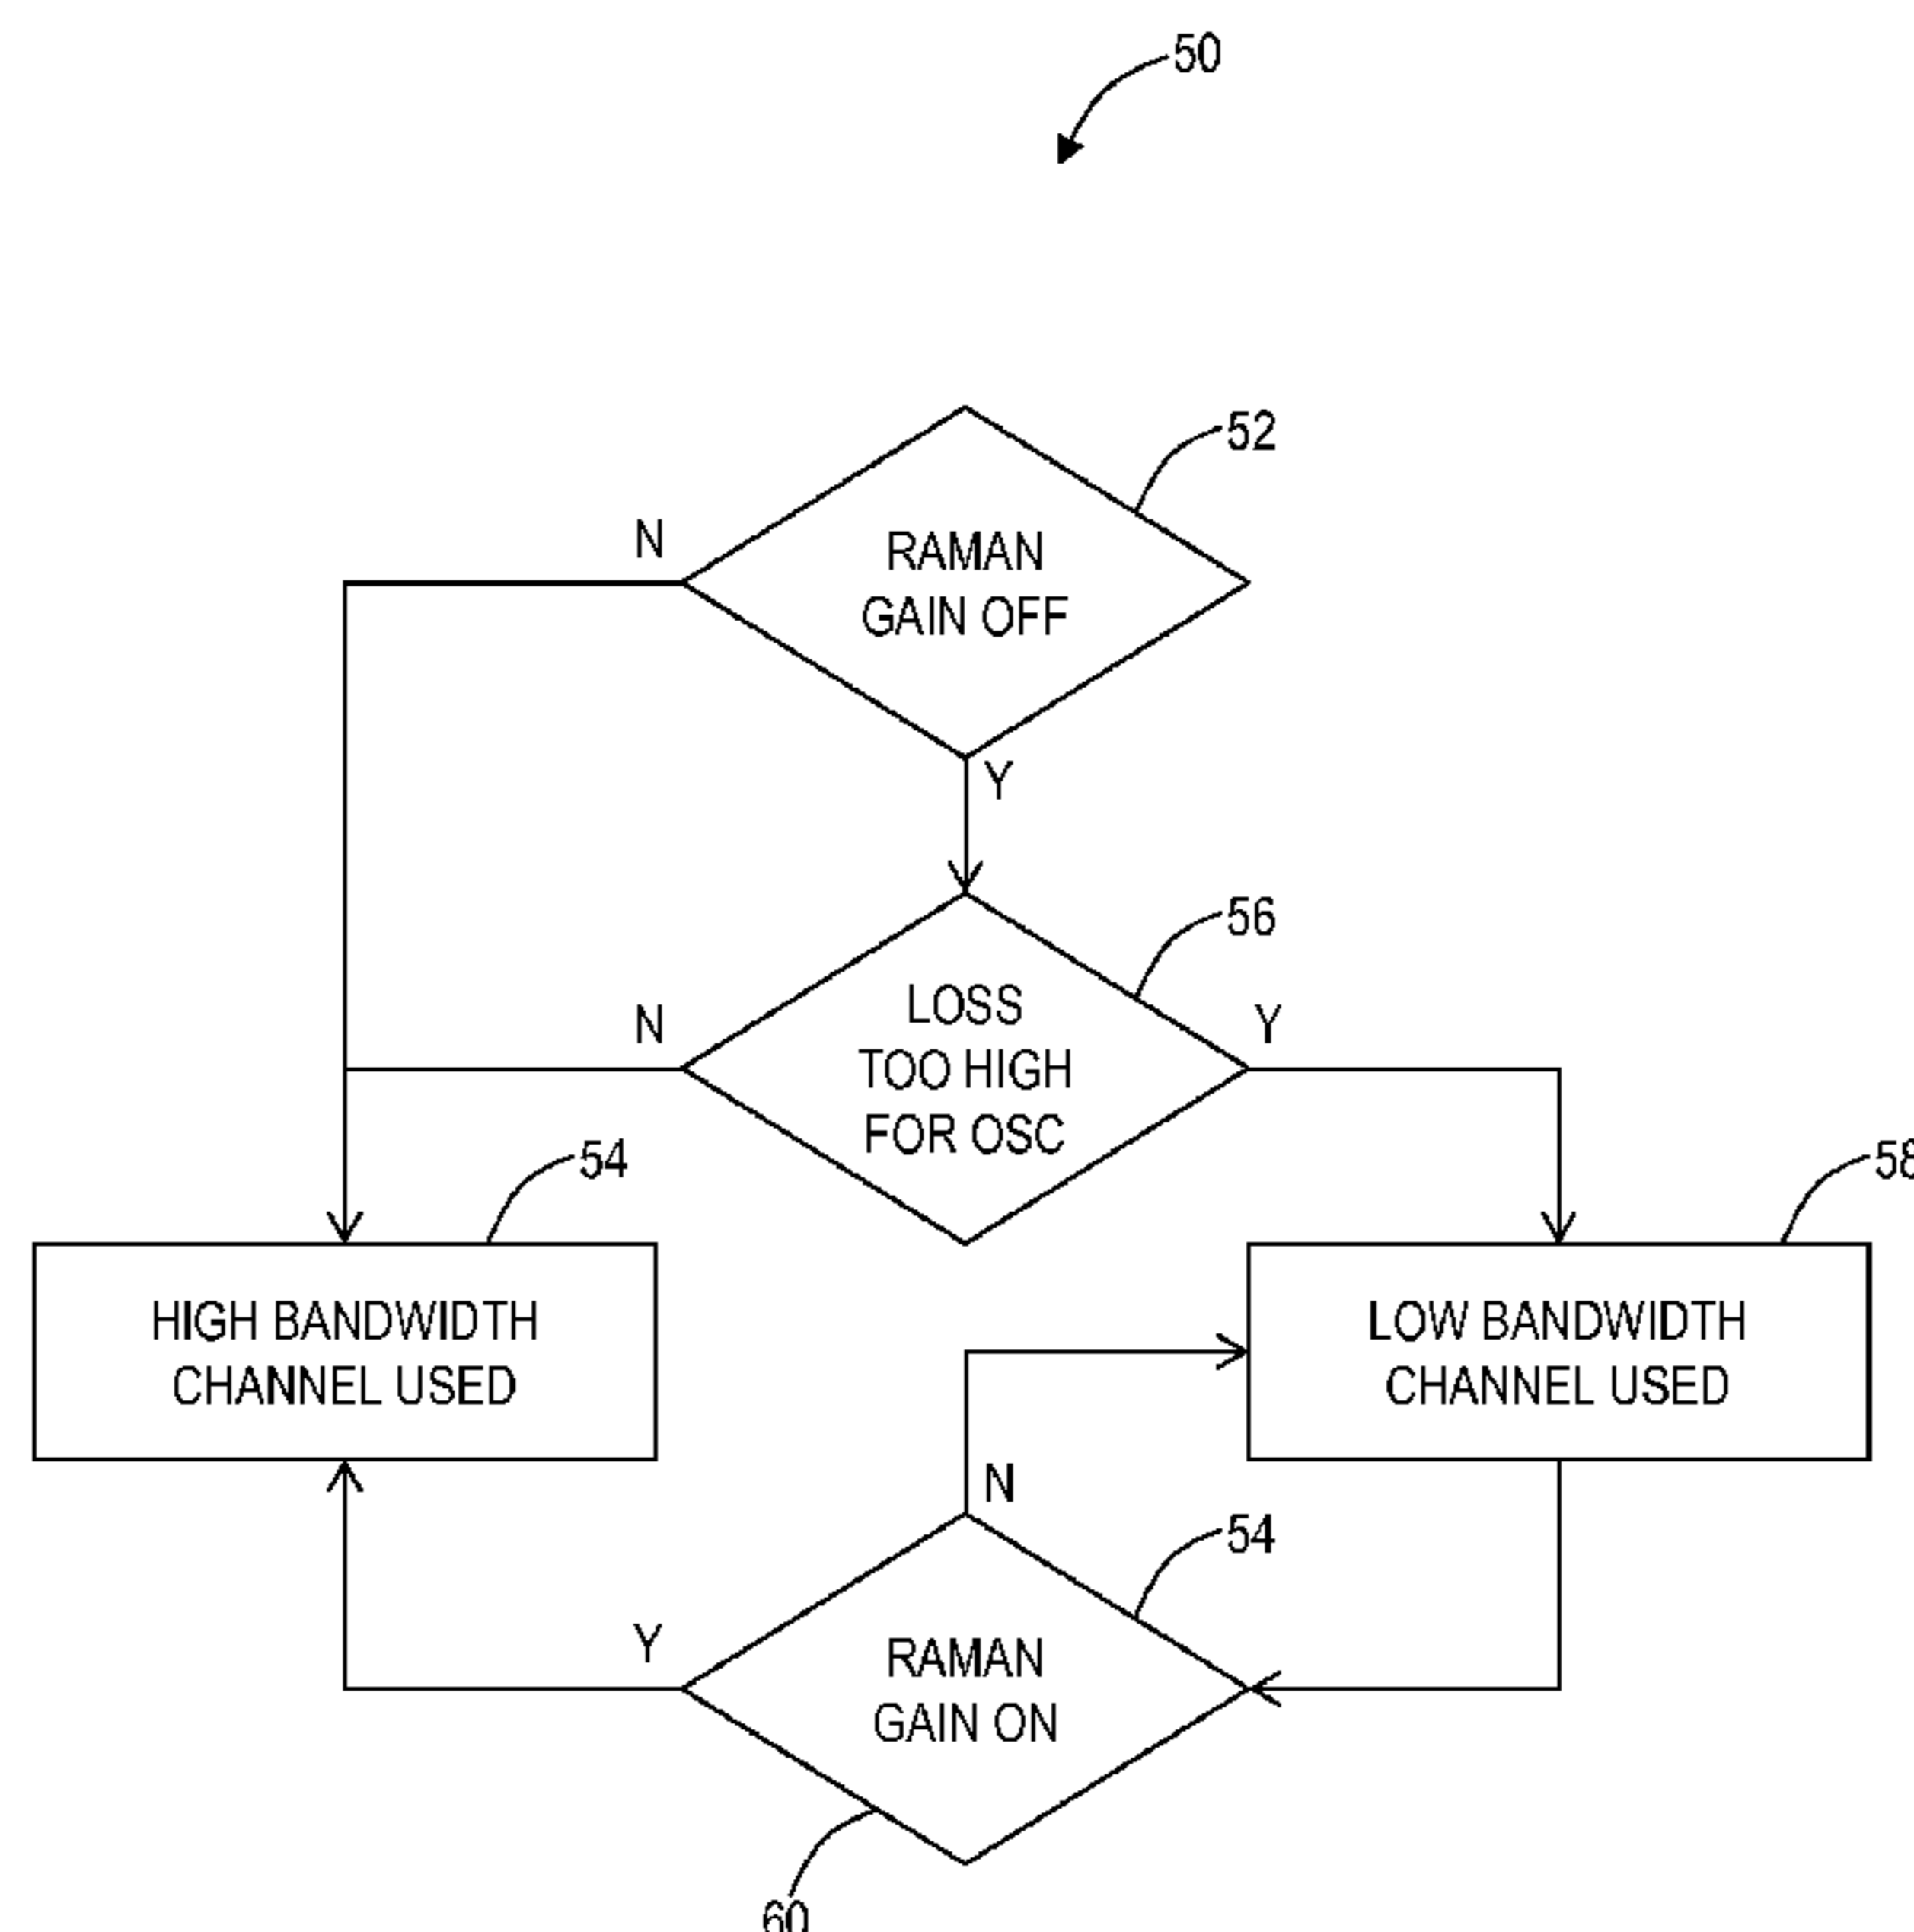 50
52
N
RAMAN
GAIN OFF
Y
56
N
LOSS
TOO HIGH
FOR OSC
Y
54
58
HIGH BANDWIDTH
CHANNEL USED
LOW BANDWIDTH
CHANNEL USED
N
54
Y
RAMAN
GAIN ON
60